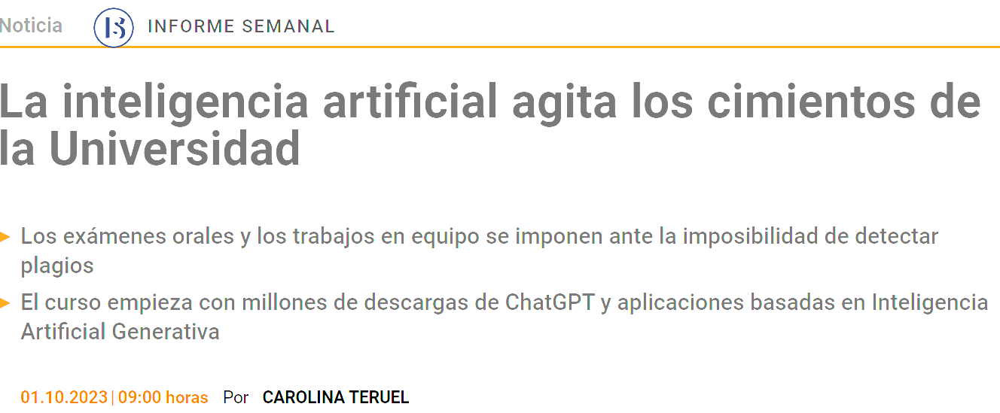 Noticia
INFORME SEMANAL
La inteligencia artificial agita los cimientos de
la Universidad
Los exámenes orales y los trabajos en equipo se imponen ante la imposibilidad de detectar
plagios
El curso empieza con millones de descargas de ChatGPT y aplicaciones basadas en Inteligencia
Artificial Generativa
01.10.2023 | 09:00 horas Por CAROLINA TERUEL